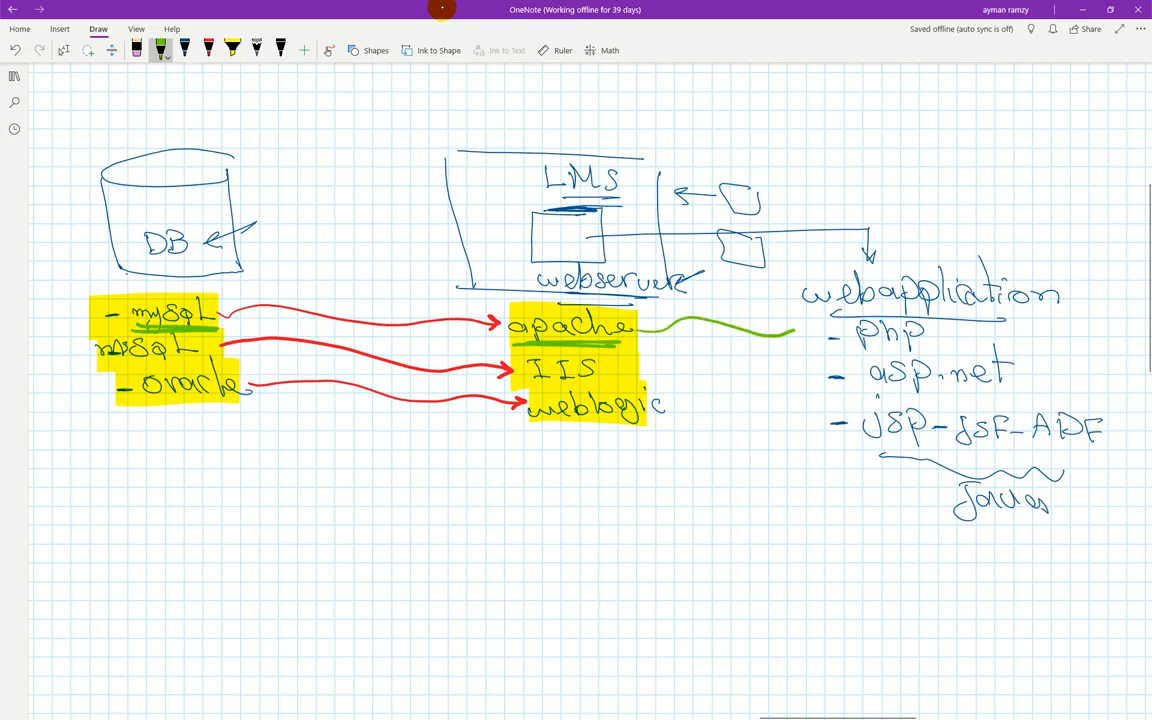 OneNote (Working offline for 39 days)
ayman ramzy
Home Insert Draw View Help
Saved offline (auto sync is off)
Share
Shapes
Ink to Shape
Ink to Text
Ruler
Math
LMS
DB
webserver
webapplication
- mySQL
apache
- php
mySQL
IIS
- asp.net
- oracle
weblogic
- jSP - JSF - ADF